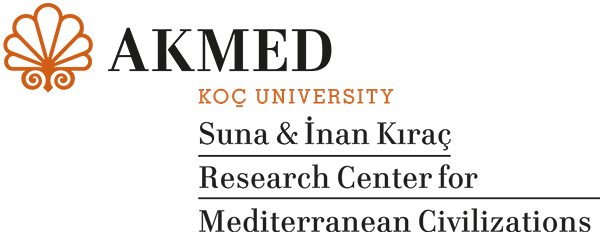 AKMED
KOÇ UNIVERSITY
Suna & İnan Kıraç
Research Center for
Mediterranean Civilizations